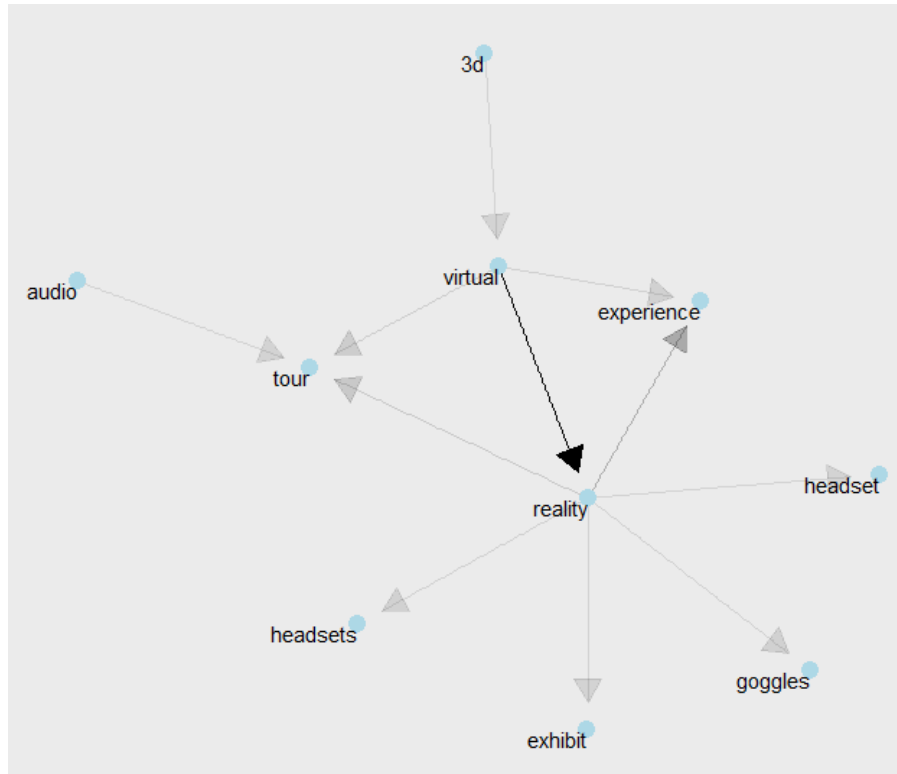 3d
virtual
audio
experience
tour
headset
reality
headsets
goggles
exhibit